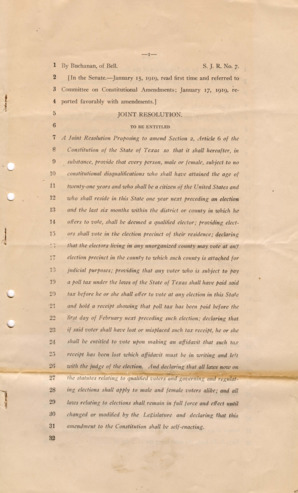 —1—
1 By Buchanan, of Bell. S. J. R. No. 7.
2 [In the Senate.—January 15, 1919, read first time and referred to
3 Committee on Constitutional Amendments; January 17, 1919, re-
4 ported favorably with amendments.]
5 JOINT RESOLUTION.
6 TO BE ENTITLED
7 A Joint Resolution Proposing to amend Section 2, Article 6 of the
8 Constitution of the State of Texas so that it shall hereafter, in
9 substance, provide that every person, male or female, subject to no
10 constitutional disqualifications who shall have attained the age of
11 twenty-one years and who shall be a citizen of the United States and
12 who shall reside in this State one year next preceding an election
13 and the last six months within the district or county in which he
14 offers to vote, shall be deemed a qualified elector; providing elect-
15 ors shall vote in the election precinct of their residence; declaring
16 that the electors living in any unorganized county may vote at any
17 election precinct in the county to which such county is attached for
18 judicial purposes; providing that any voter who is subject to pay
19 a poll tax under the laws of the State of Texas shall have paid said
20 tax before he or she shall offer to vote at any election in this State
21 and hold a receipt showing that poll tax has been paid before the
22 first day of February next preceding such election; declaring that
23 if said voter shall have lost or misplaced such tax receipt, he or she
24 shall be entitled to vote upon making an affidavit that such tax
25 receipt has been lost which affidavit must be in writing and left
26 with the judge of the election. And declaring that all laws now on
27 the statutes relating to qualified voters and governing and regulat-
28 ing elections shall apply to male and female voters alike; and all
29 laws relating to elections shall remain in full force and effect until
30 changed or modified by the Legislature and declaring that this
31 amendment to the Constitution shall be self-enacting.
32